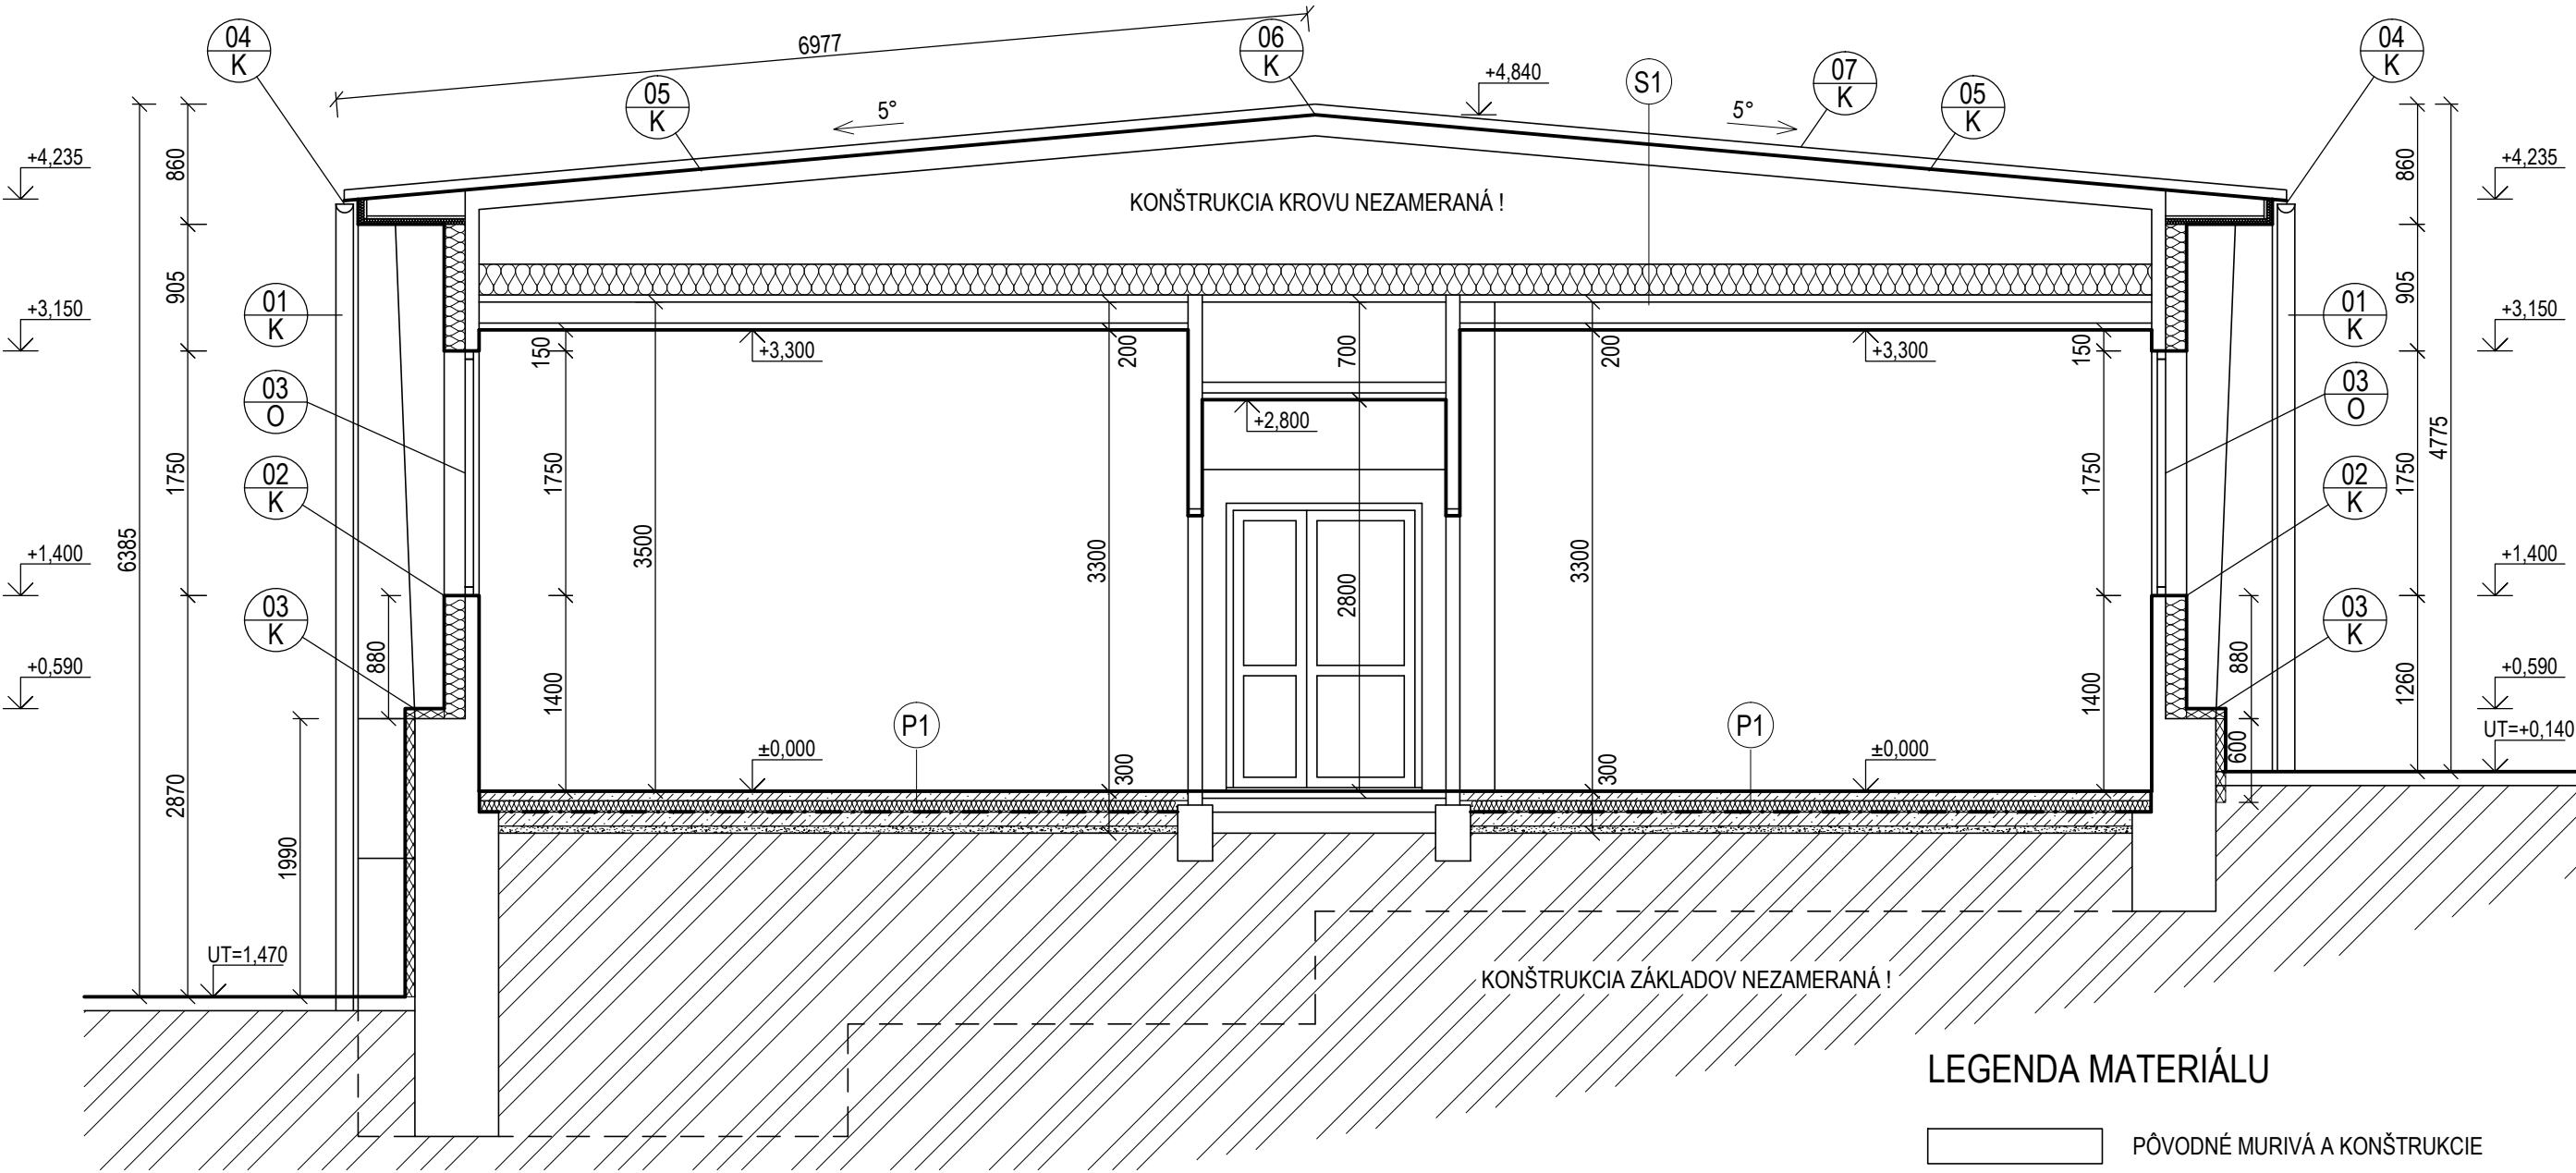 04
K
6977
06
K
04
K
05
K
5°
+4,840
S1
07
K
5°
05
K
+4,235
860
KONŠTRUKCIA KROVU NEZAMERANÁ !
860
+4,235
905
01
K
+3,150
150
+3,300
200
700
200
+3,300
150
01
K
905
+3,150
03
O
+2,800
03
O
4775
1750
02
K
1750
1750
02
K
1750
6385
3500
3300
2800
3300
+1,400
+1,400
03
K
880
03
K
880
+0,590
1400
1400
1260
+0,590
P1
P1
±0,000
±0,000
UT=+0,140
600
300
300
2870
1990
UT=1,470
KONŠTRUKCIA ZÁKLADOV NEZAMERANÁ !
LEGENDA MATERIÁLU
PÔVODNÉ MURIVÁ A KONŠTRUKCIE